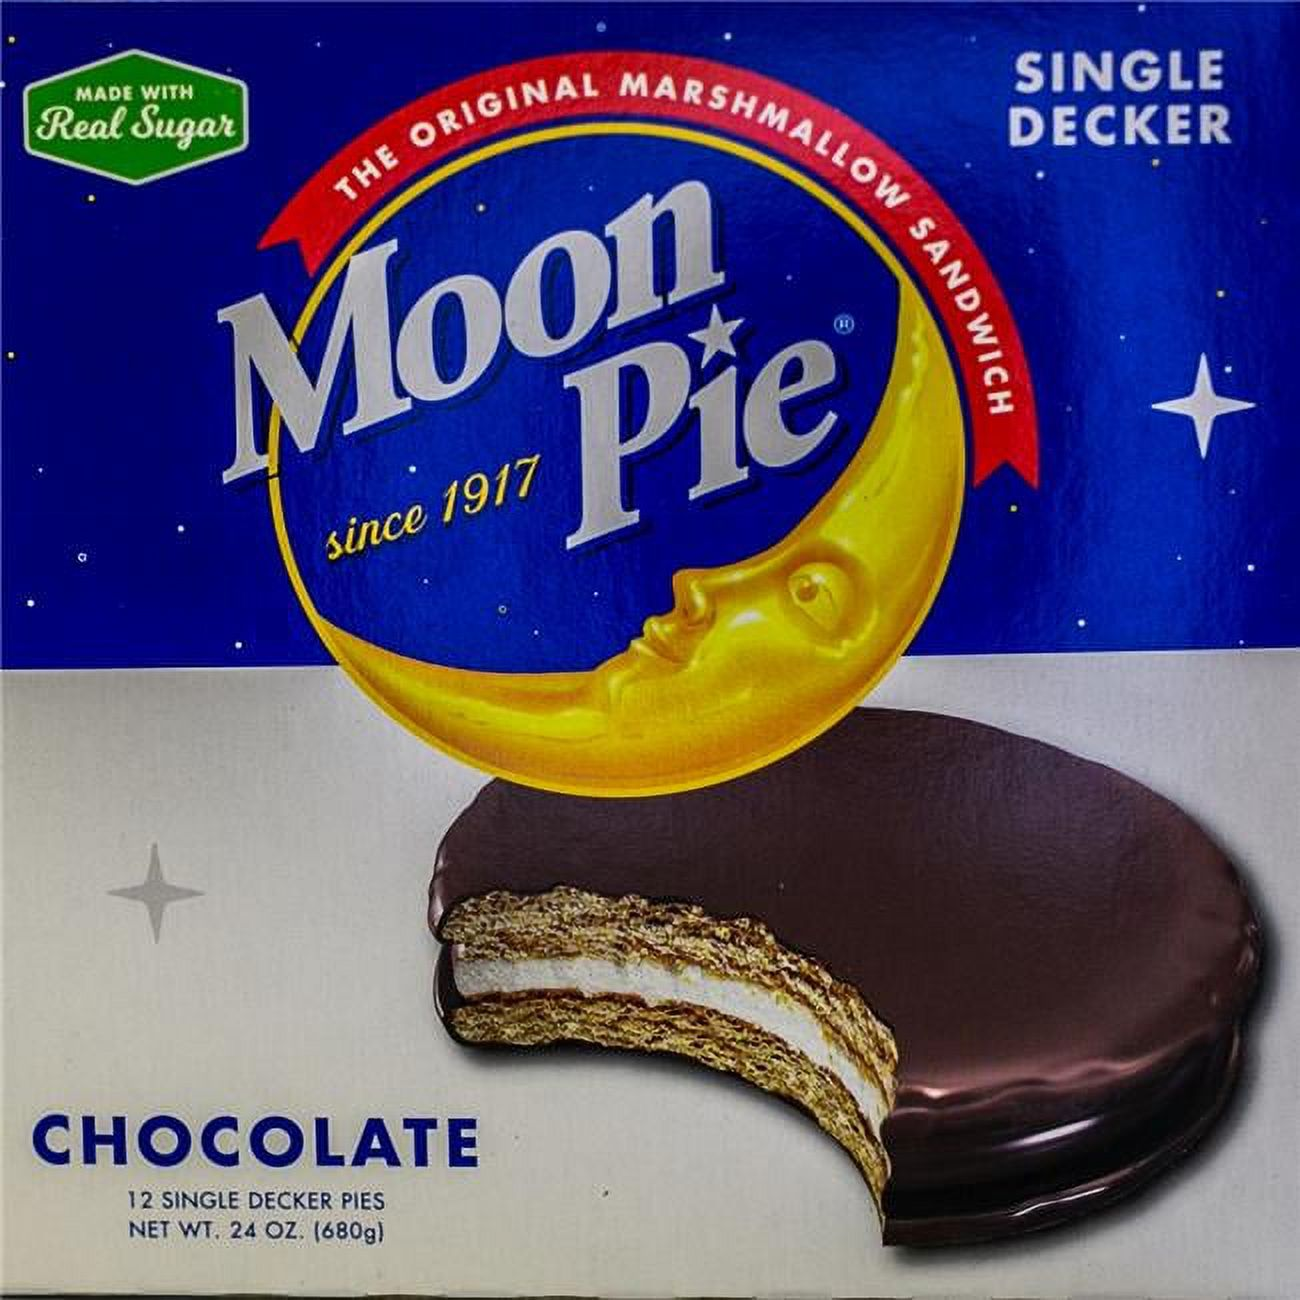 MADE WITH
Real Sugar
THE ORIGINAL MARSHMALLOW SANDWICH
SINGLE
DECKER
Moon
Pie®
since 1917
CHOCOLATE
12 SINGLE DECKER PIES
NET WT. 24 OZ. (680g)